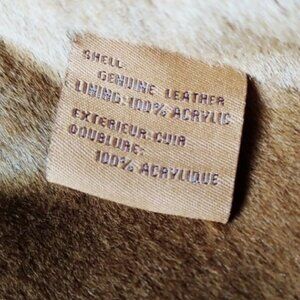 SHELL
GENUINE LEATHER
LINING:100% ACRYLIC
EXTERIEUR:CUIR
DOUBLURE:
100% ACRYLIQUE